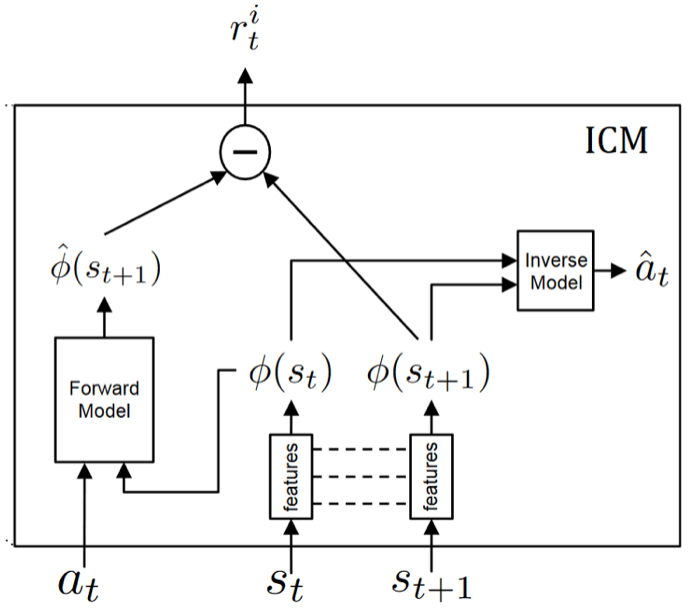 r_t^i
ICM
−
\hat{\phi}(s_{t+1})
Inverse
Model
\hat{a}_t
Forward
Model
\phi(s_t)
\phi(s_{t+1})
features
features
a_t
s_t
s_{t+1}